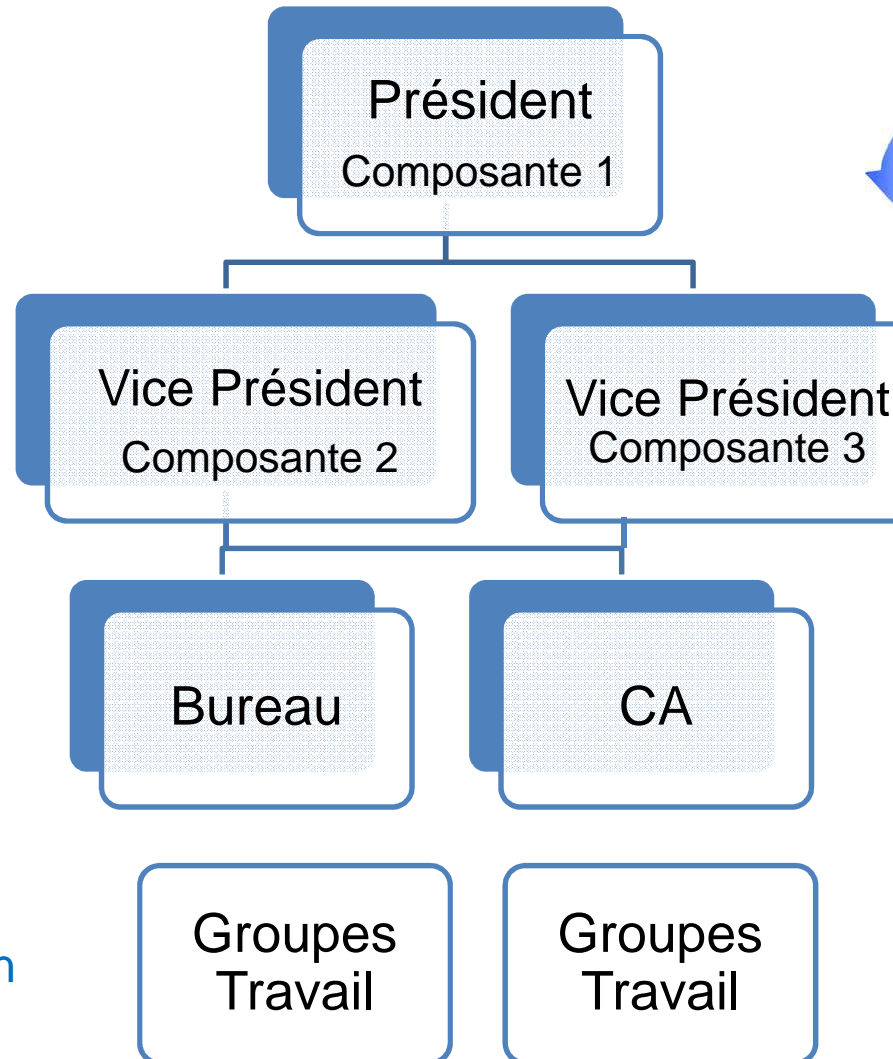 Président
Composante 1
Vice Président
Composante 2
Vice Président
Composante 3
Bureau
CA
Groupes
Travail
Groupes
Travail